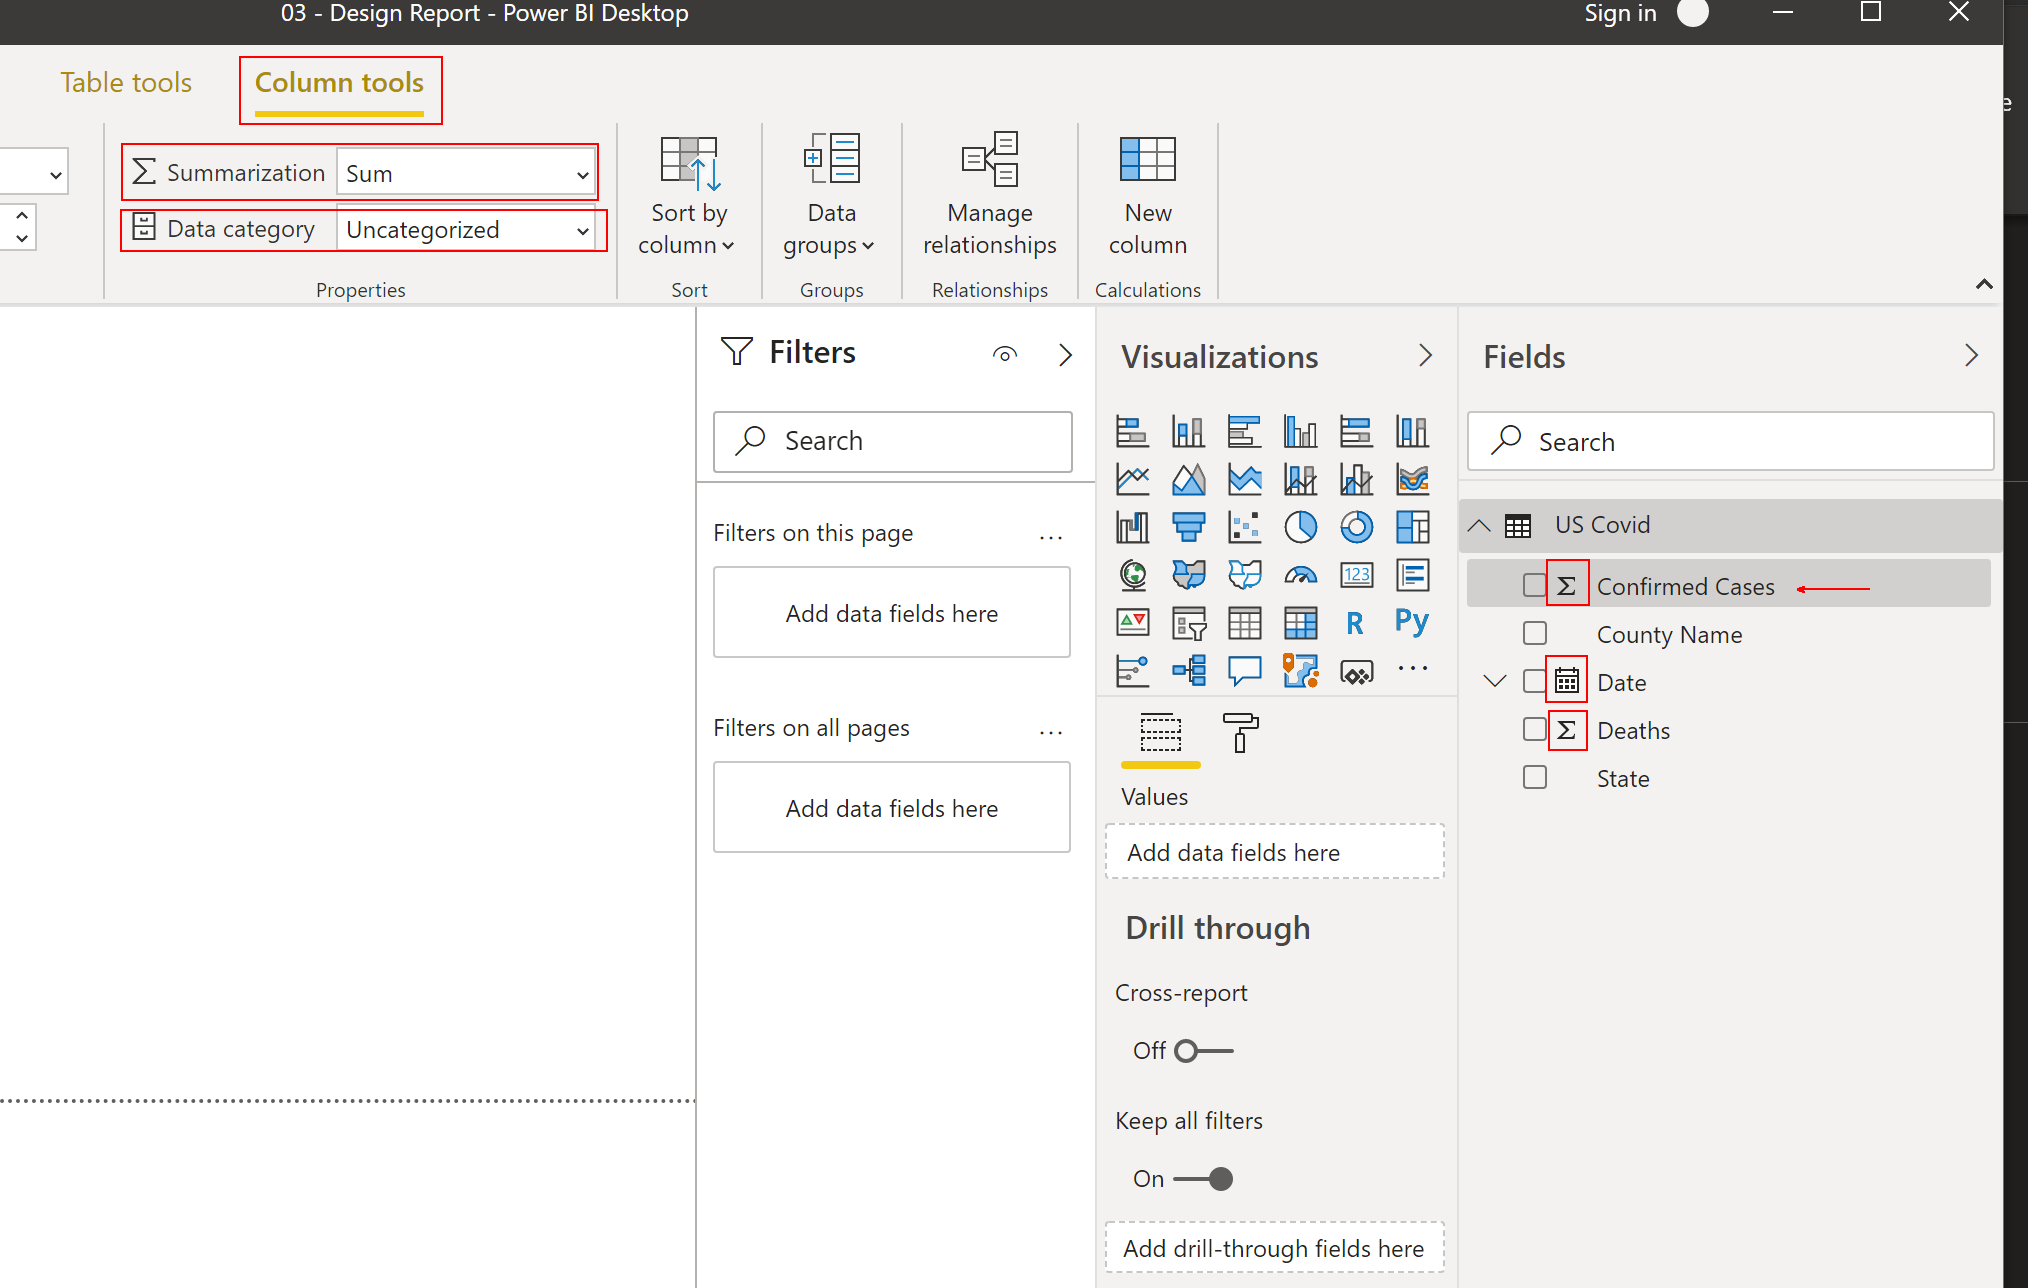 03 - Design Report - Power BI Desktop
Sign in
Table tools
Column tools
Summarization
Sum
Data category
Uncategorized
Properties
Sort by
column
Sort
Data
groups
Groups
Manage
relationships
Relationships
New
column
Calculations
e
Filters
Search
Filters on this page
...
Add data fields here
Filters on all pages
...
Add data fields here
Visualizations
123
R
Py
...
Values
Add data fields here
Drill through
Cross-report
Off
Keep all filters
On
Add drill-through fields here
Fields
Search
US Covid
Σ Confirmed Cases
County Name
Date
Σ Deaths
State